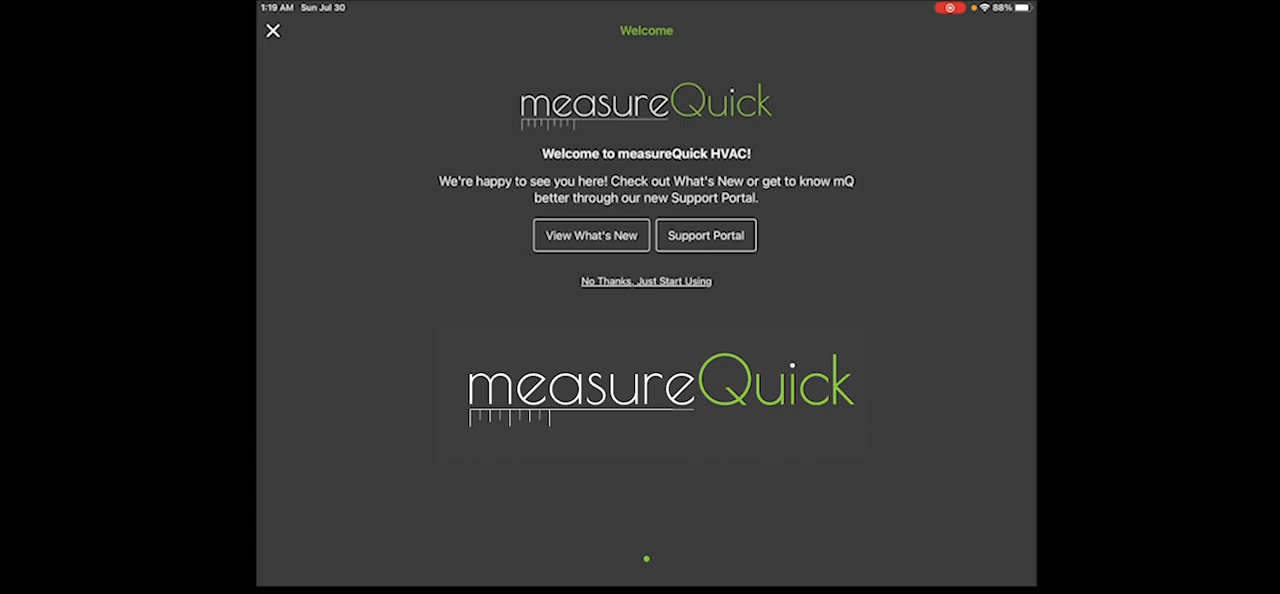 1:19 AM Sun Jul 30
88%
Welcome
measureQuick
Welcome to measureQuick HVAC!
We're happy to see you here! Check out What's New or get to know mQ
better through our new Support Portal.
View What's New
Support Portal
No Thanks, Just Start Using
measureQuick